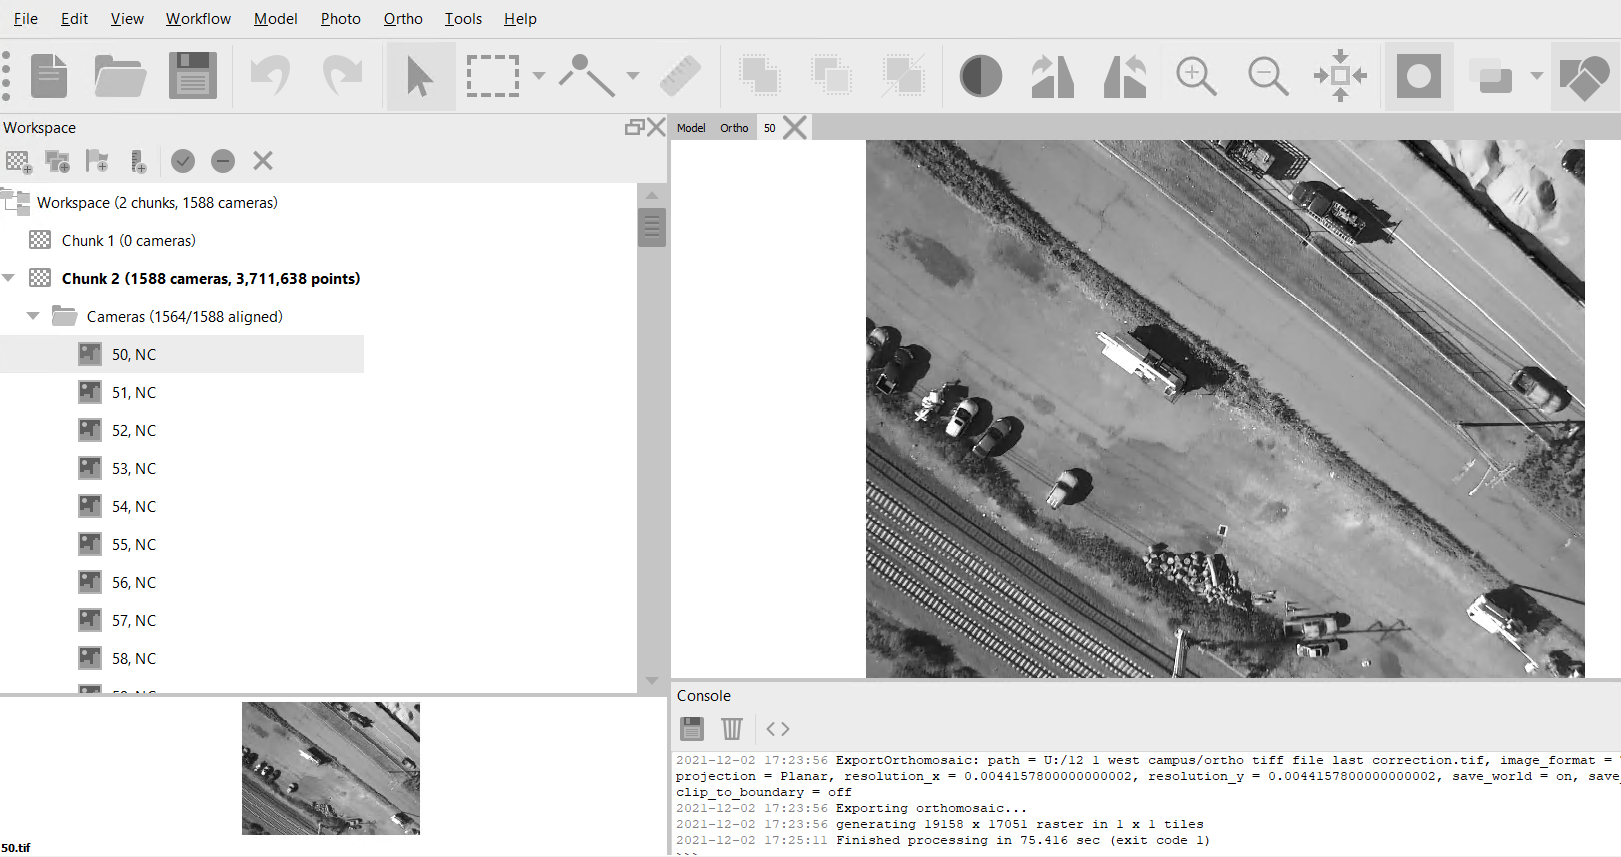 File Edit View Workflow Model Photo Ortho Tools Help
Workspace
Model Ortho 50
Workspace (2 chunks, 1588 cameras)
Chunk 1 (0 cameras)
Chunk 2 (1588 cameras, 3,711,638 points)
Cameras (1564/1588 aligned)
50, NC
51, NC
52, NC
53, NC
54, NC
55, NC
56, NC
57, NC
58, NC
50.tif
Console
2021-12-02 17:23:56 ExportOrthomosaic: path = U:/12 1 west campus/ortho tiff file last correction.tif, image_format =
projection = Planar, resolution_x = 0.0044157800000000002, resolution_y = 0.0044157800000000002, save_world = on, save_
clip_to_boundary = off
2021-12-02 17:23:56 Exporting orthomosaic...
2021-12-02 17:23:56 generating 19158 x 17051 raster in 1 x 1 tiles
2021-12-02 17:25:11 Finished processing in 75.416 sec (exit code 1)
>>>